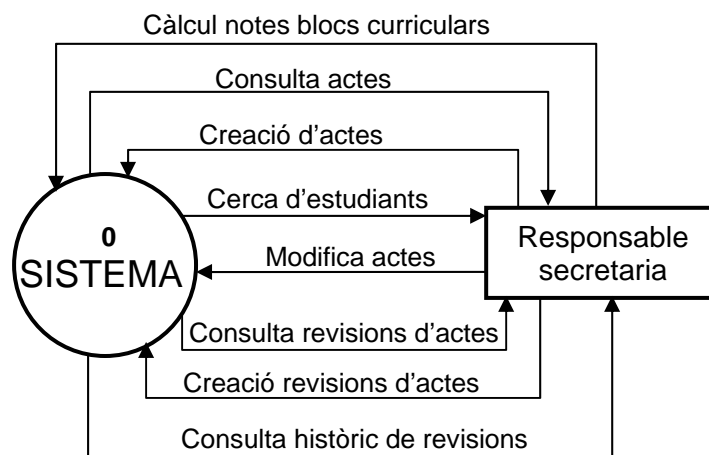 Càlcul notes blocs curriculars
Consulta actes
Creació d'actes
Cerca d'estudiants
0
SISTEMA
Modifica actes
Responsable
secretaria
Consulta revisions d'actes
Creació revisions d'actes
Consulta històric de revisions